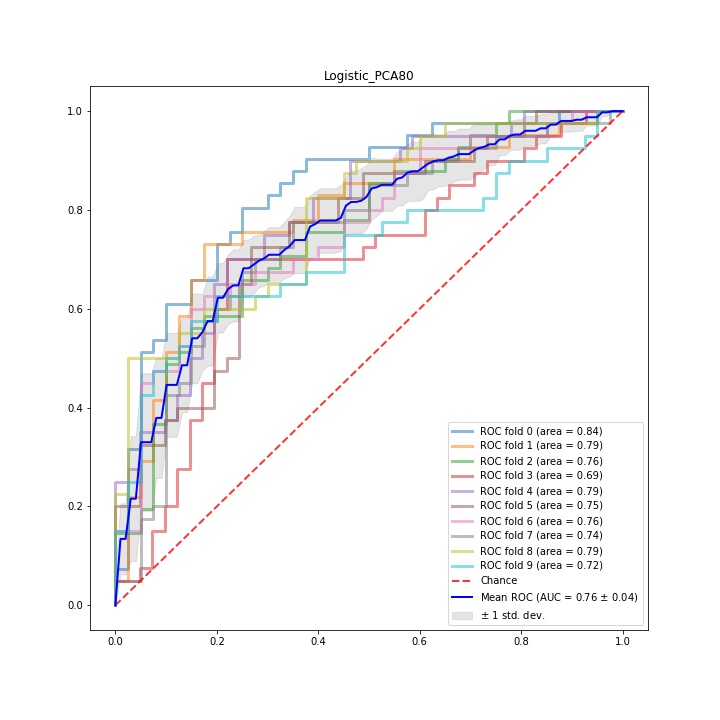 Logistic_PCA80
1.0
0.8
0.6
0.4
0.2
0.0
0.0 0.2 0.4 0.6 0.8 1.0
ROC fold 0 (area = 0.84)
ROC fold 1 (area = 0.79)
ROC fold 2 (area = 0.76)
ROC fold 3 (area = 0.69)
ROC fold 4 (area = 0.79)
ROC fold 5 (area = 0.75)
ROC fold 6 (area = 0.76)
ROC fold 7 (area = 0.74)
ROC fold 8 (area = 0.79)
ROC fold 9 (area = 0.72)
Chance
Mean ROC (AUC = 0.76 ± 0.04)
± 1 std. dev.